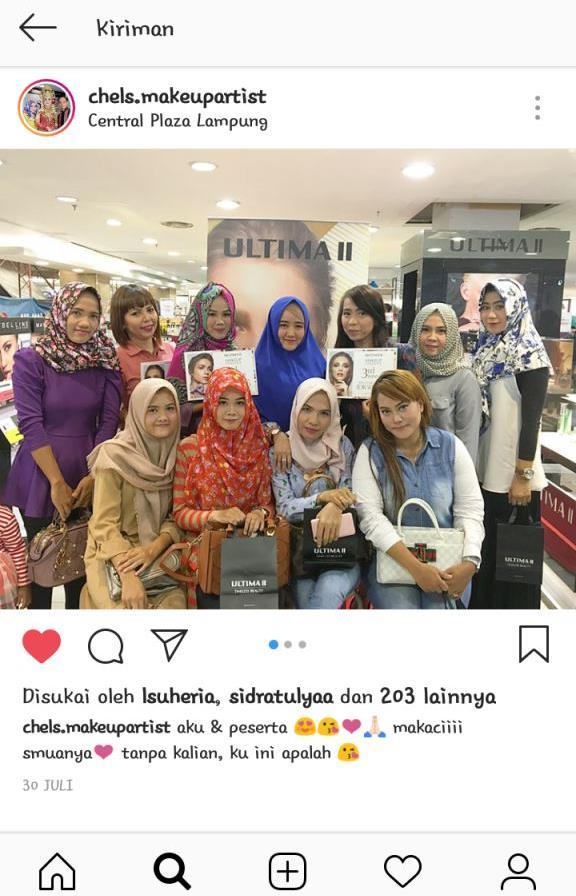 Kiriman
chels.makeupartist
Central Plaza Lampung
ULTIMA II
ULTIMA II
ULTIMA II
ULTIMA II
ULTIMA II
Disukai oleh lsuheria, sidratulyaa dan 203 lainnya
chels.makeupartist aku & peserta 😍😘❤🙏🏻 makaciiii
smuanya❤ tanpa kalian, ku ini apalah 😘
30 JULI